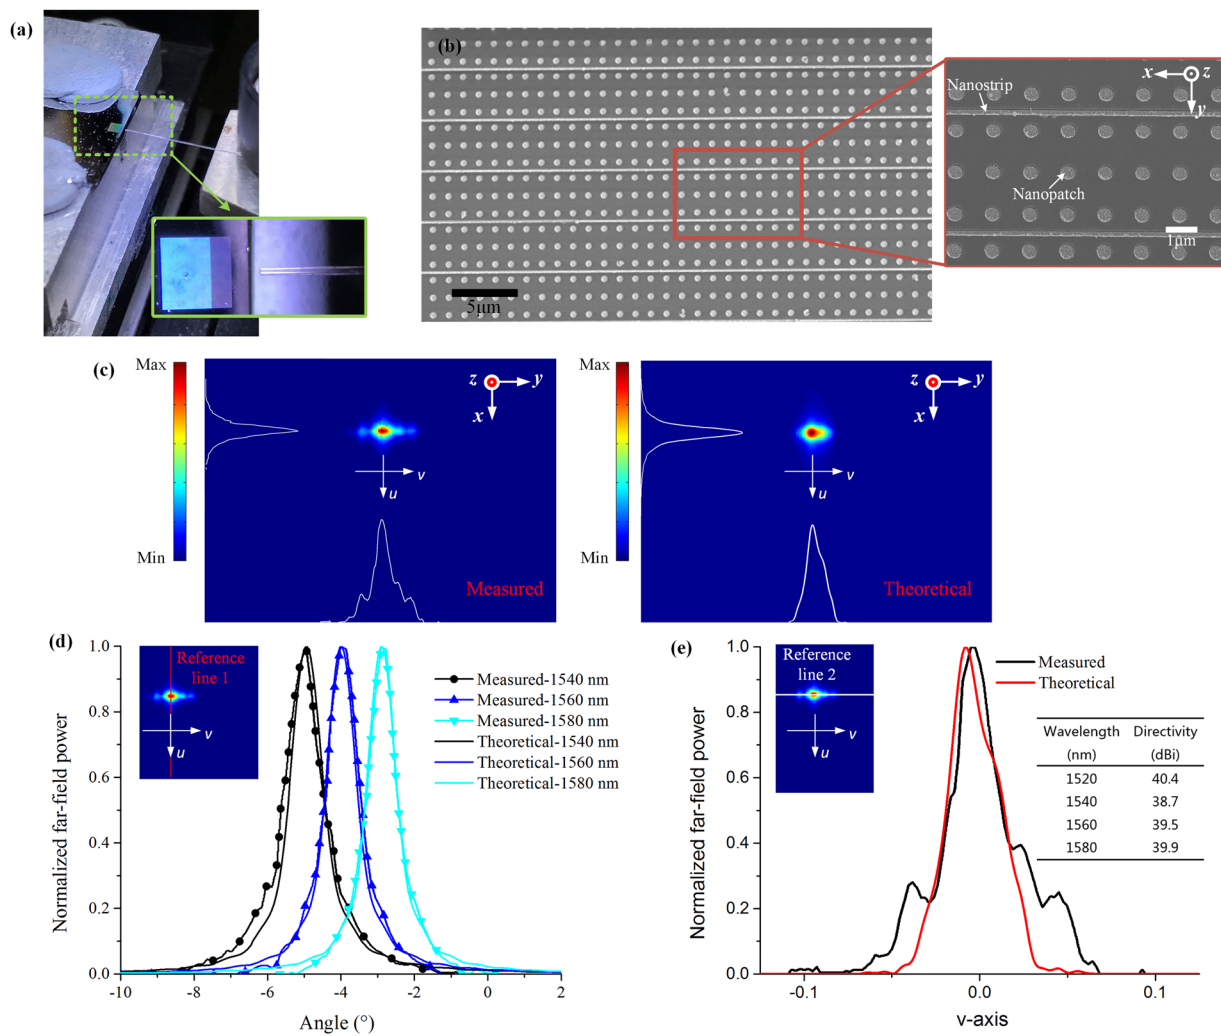 (a)
(b)
5μm
Nanostrip
Nanopatch
x
z
y
1μm
(c)
Max
Min
z
y
x
v
u
Measured
Max
Min
z
y
x
v
u
Theoretical
(d)
Normalized far-field power
1.0
0.8
0.6
0.4
0.2
0.0
-10
-8
-6
-4
-2
0
2
Angle (°)
Reference
line 1
v
u
Measured-1540 nm
Measured-1560 nm
Measured-1580 nm
Theoretical-1540 nm
Theoretical-1560 nm
Theoretical-1580 nm
(e)
Normalized far-field power
1.0
0.8
0.6
0.4
0.2
0.0
-0.1
0.0
0.1
v-axis
Reference
line 2
v
u
Measured
Theoretical
Wavelength Directivity
(nm) (dBi)
1520 40.4
1540 38.7
1560 39.5
1580 39.9